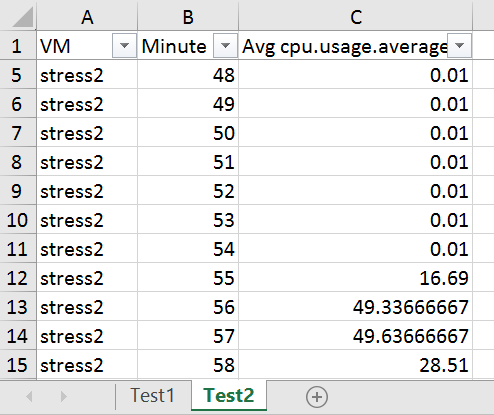 A B C
1 VM Minute Avg cpu.usage.average
5 stress2 48 0.01
6 stress2 49 0.01
7 stress2 50 0.01
8 stress2 51 0.01
9 stress2 52 0.01
10 stress2 53 0.01
11 stress2 54 0.01
12 stress2 55 16.69
13 stress2 56 49.33666667
14 stress2 57 49.63666667
15 stress2 58 28.51
Test1 Test2